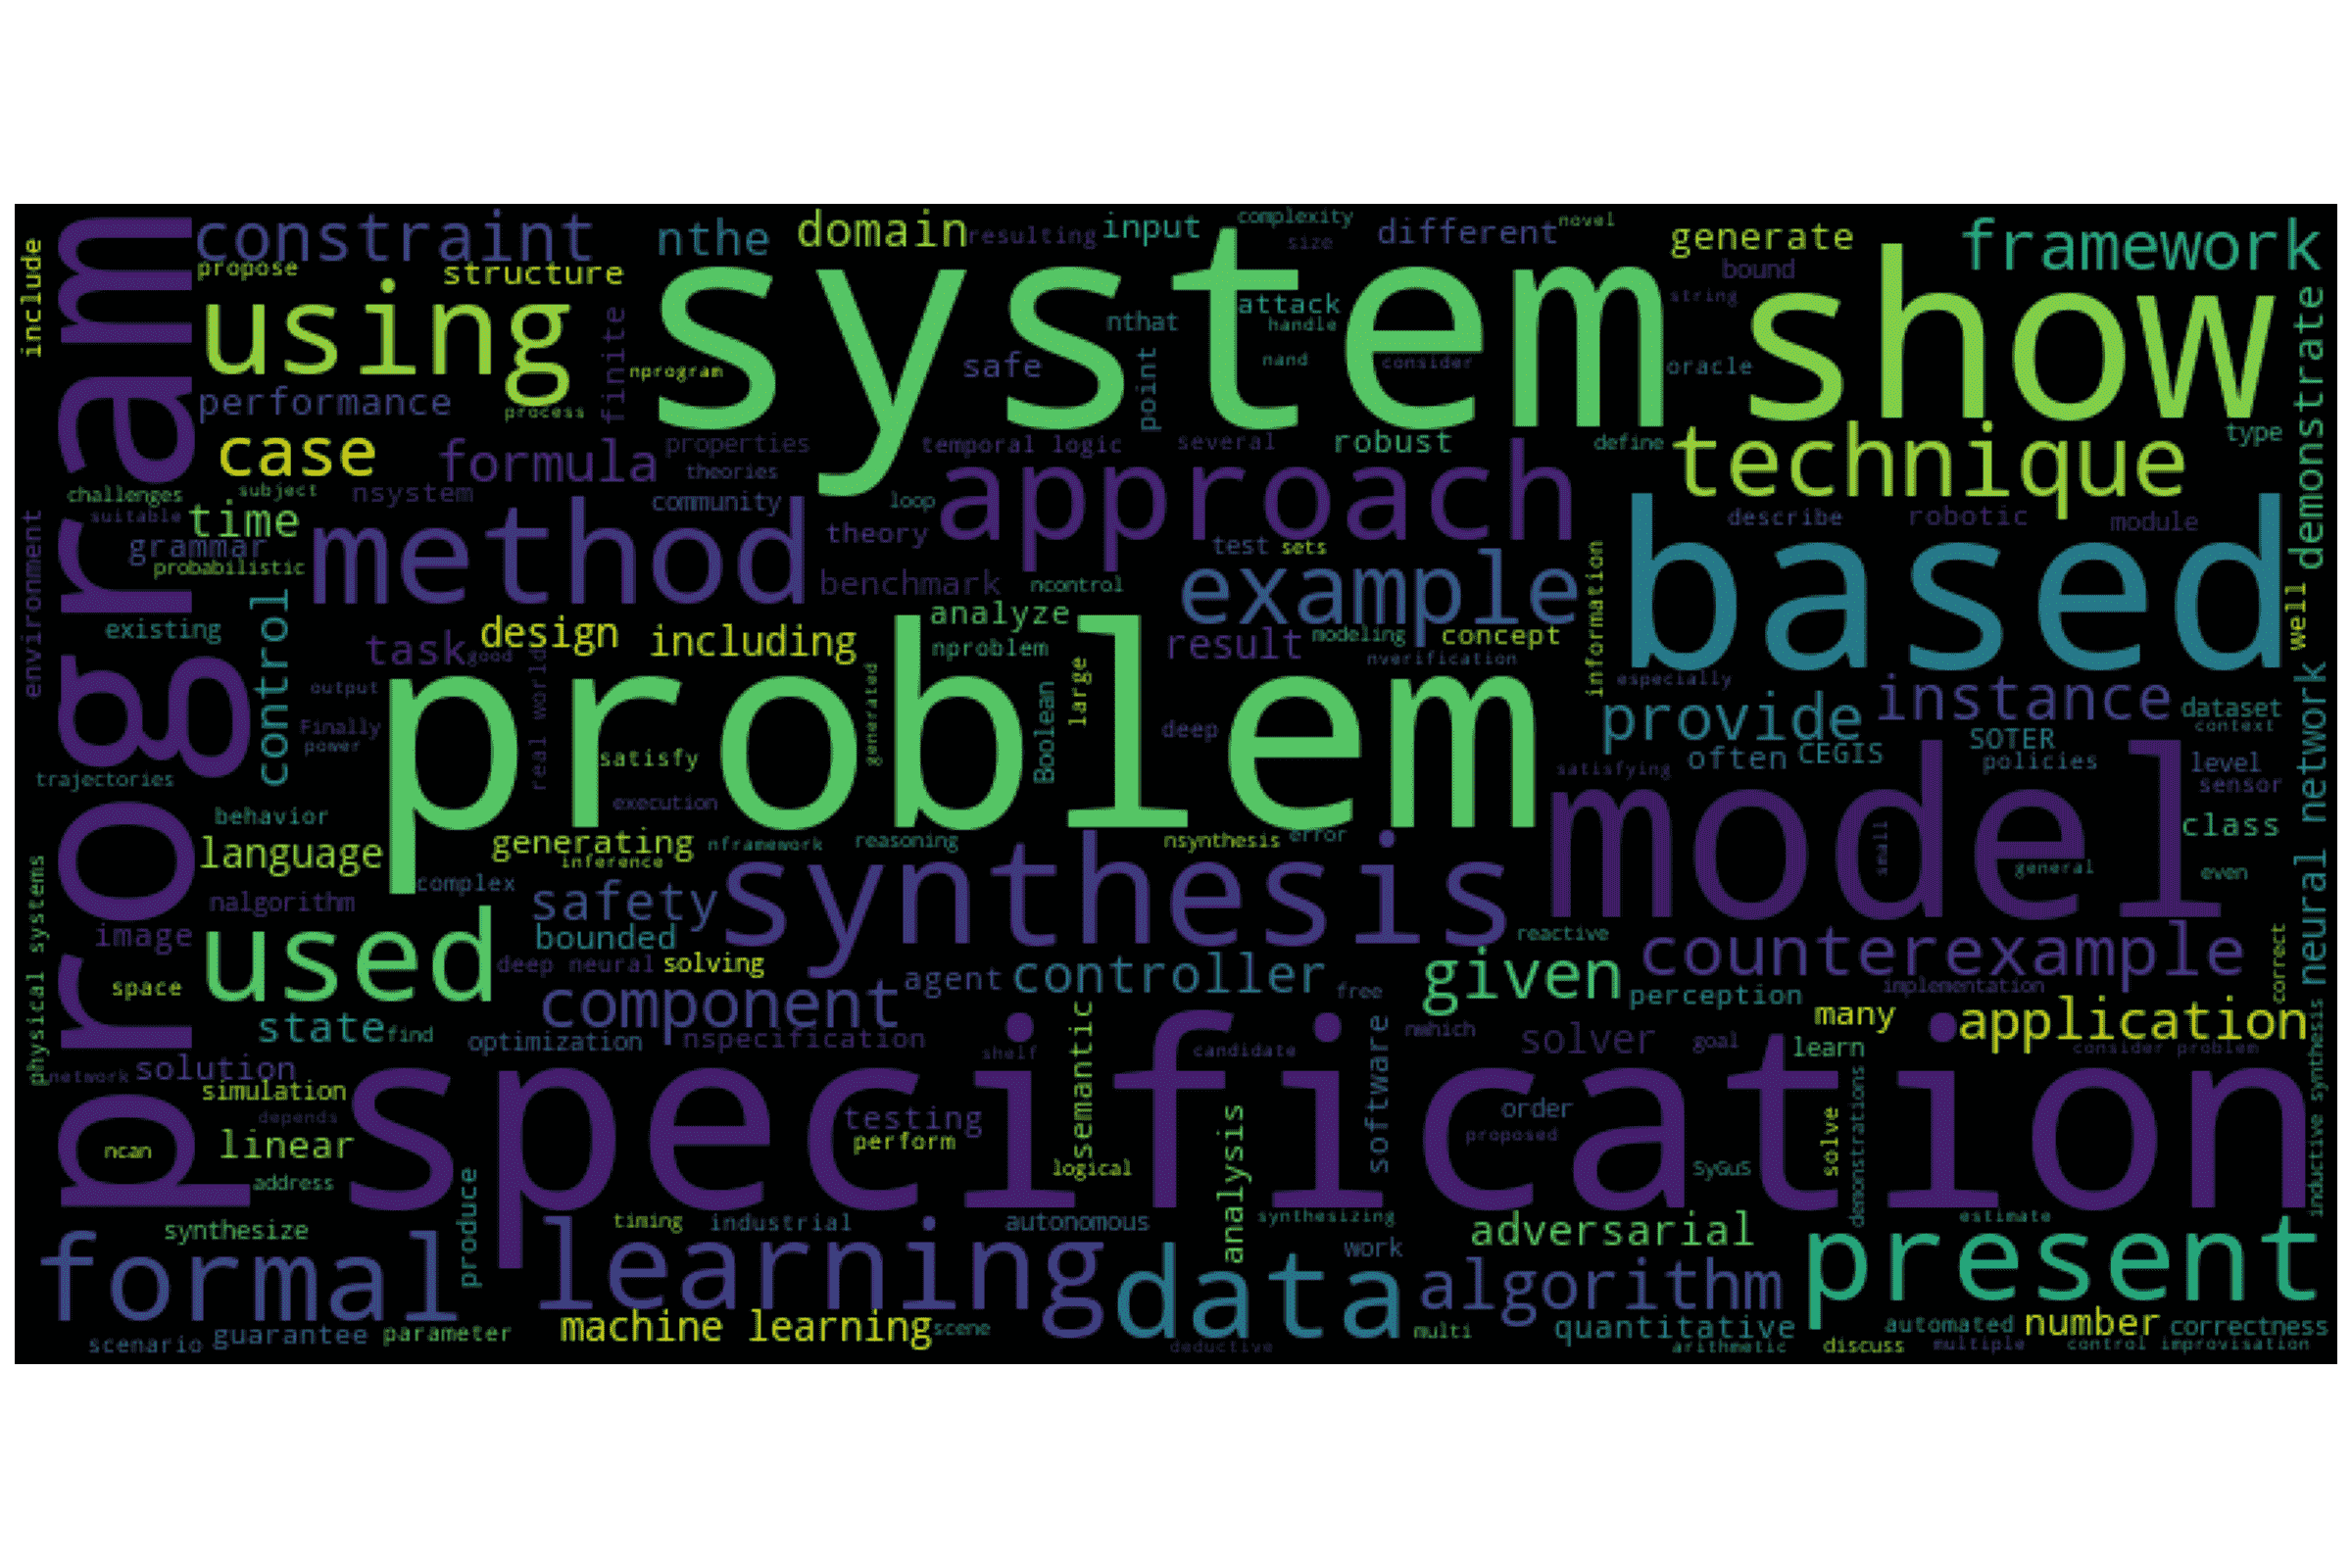 program
system
show
problem
specification
based
model
synthesis
approach
method
using
technique
learning
data
present
formal
used
example
framework
constraint
nthe
domain
resulting
input
complexity
size
different
novel
generate
bound
string
include
propose
structure
finite
nprogram
process
performance
case
formula
safe
nthat
point
attack
handle
nand
consider
oracle
demonstrate
type
properties
theories
temporal logic
several
robust
define
challenges
suitable
subject
nsystem
community
loop
theory
time
grammar
probabilistic
environment
existing
control
benchmark
test
sets
ncontrol
describe
robotic
module
information
well
task
good
design
including
analyze
nproblem
result
modeling
concept
nverification
especially
output
Finally
power
real world
satisfy
generated
Boolean
large
deep
provide
instance
dataset
context
often
CEGIS
SOTER
policies
level
sensor
neural network
trajectories
behavior
execution
satisfying
language
generating
inference
nframework
reasoning
nsynthesis
error
small
class
general
even
physical systems
complex
nalgorithm
image
space
safety
bounded
deep neural
solving
agent
controller
free
reactive
given
counterexample
perception
implementation
correct
component
state
find
optimization
nspecification
semantic
software
nwhich
solver
goal
many
application
learn
consider problem
network
solution
simulation
depends
shelf
candidate
inductive synthesis
ncan
linear
address
testing
perform
logical
analysis
order
proposed
SyGuS
solve
demonstrations
synthesize
produce
timing
industrial
autonomous
synthesizing
work
adversarial
estimate
algorithm
scenario
guarantee
parameter
machine learning
scene
deductive
multi
quantitative
arithmetic
automated
number
correctness
discuss
multiple
control improvisation